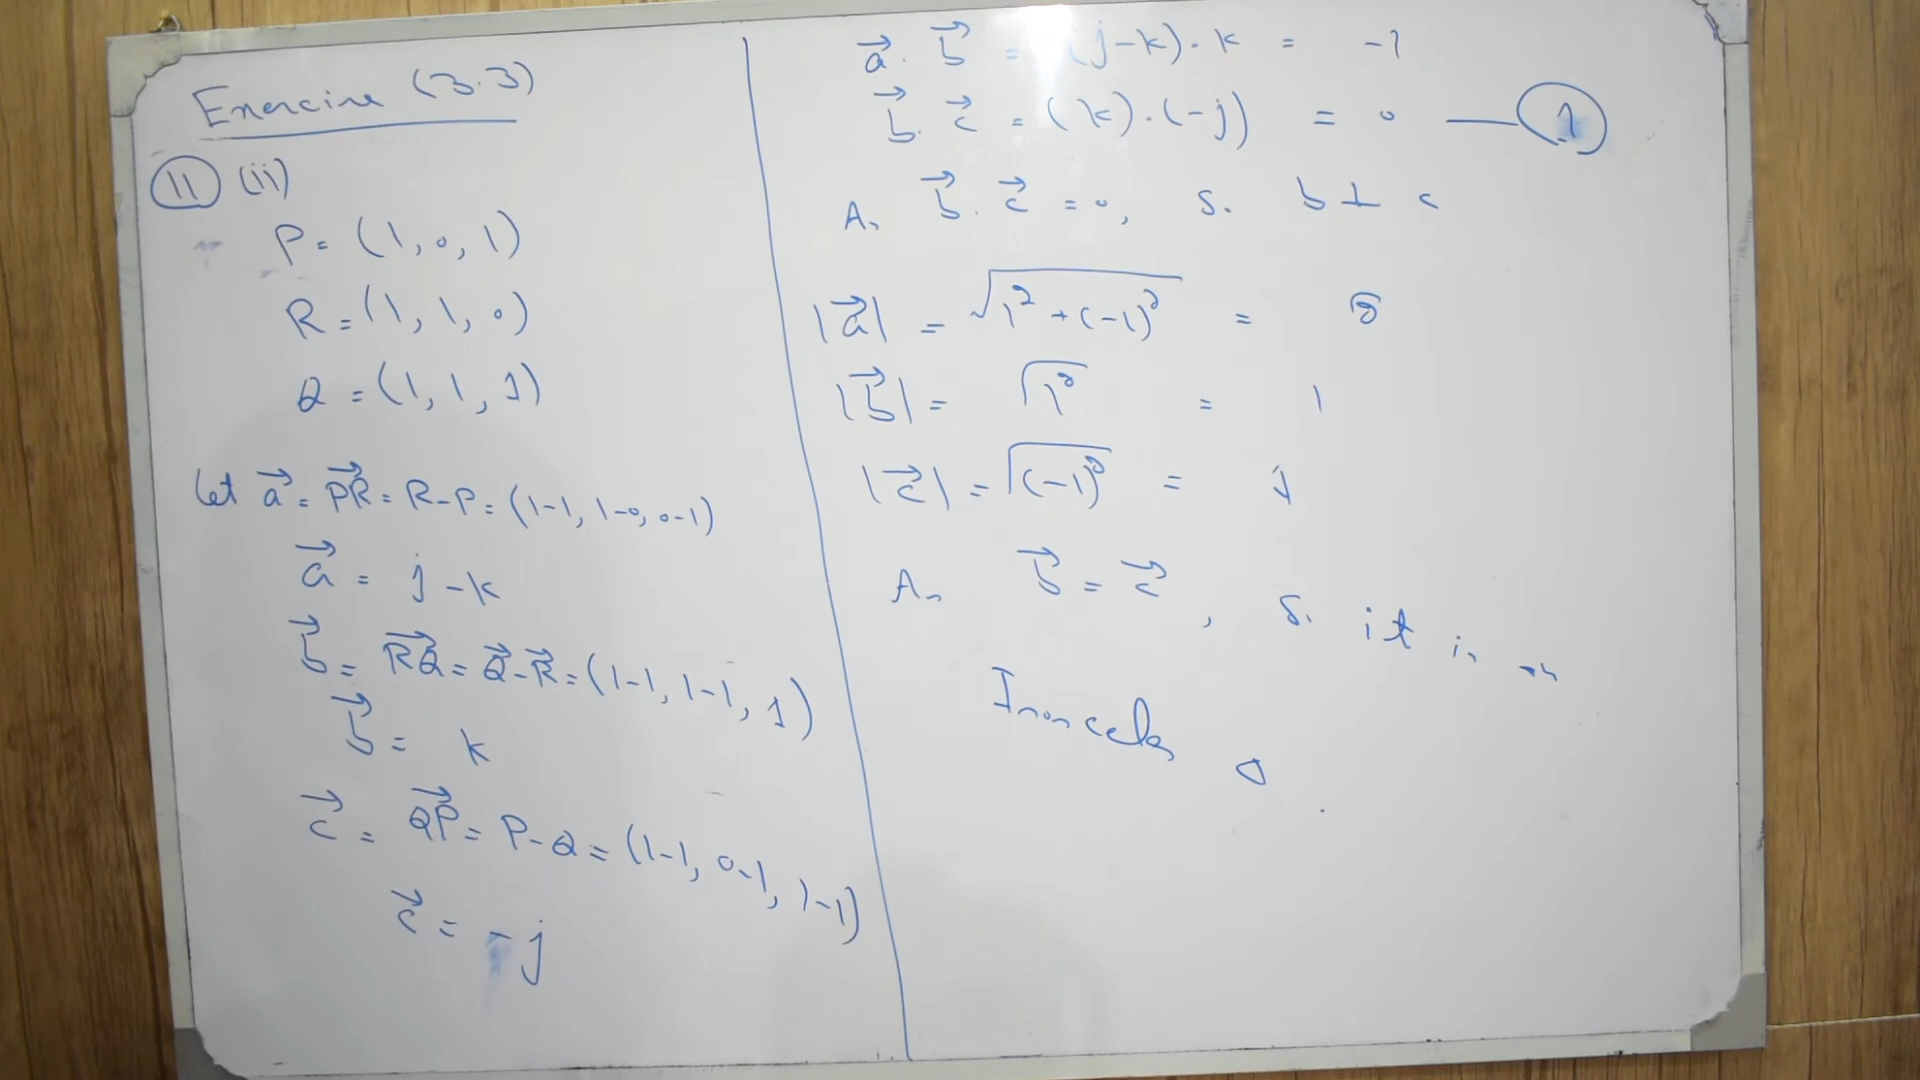 Exercise (3.3)
11 (ii)
P = (1, 0, 1)
R = (1, 1, 0)
Q = (1, 1, 1)
let a⃗ = PR⃗ = R-P = (1-1, 1-0, 0-1)
a⃗ = j - k
b⃗ = RQ⃗ = Q⃗-R⃗ = (1-1, 1-1, 1)
b⃗ = k
c⃗ = QP⃗ = P-Q = (1-1, 0-1, 1-1)
c⃗ = -j
a⃗ . b⃗ = (j-k) . k = -1
b⃗ . c⃗ = (k) . (-j) = 0 — 1
As b⃗ . c⃗ = 0, So b ⊥ c
|a⃗| = √1² + (-1)² = 2
|b⃗| = √1² = 1
|c⃗| = √(-1)² = 1
As b⃗ = c⃗, So it is an
Isosceles Δ